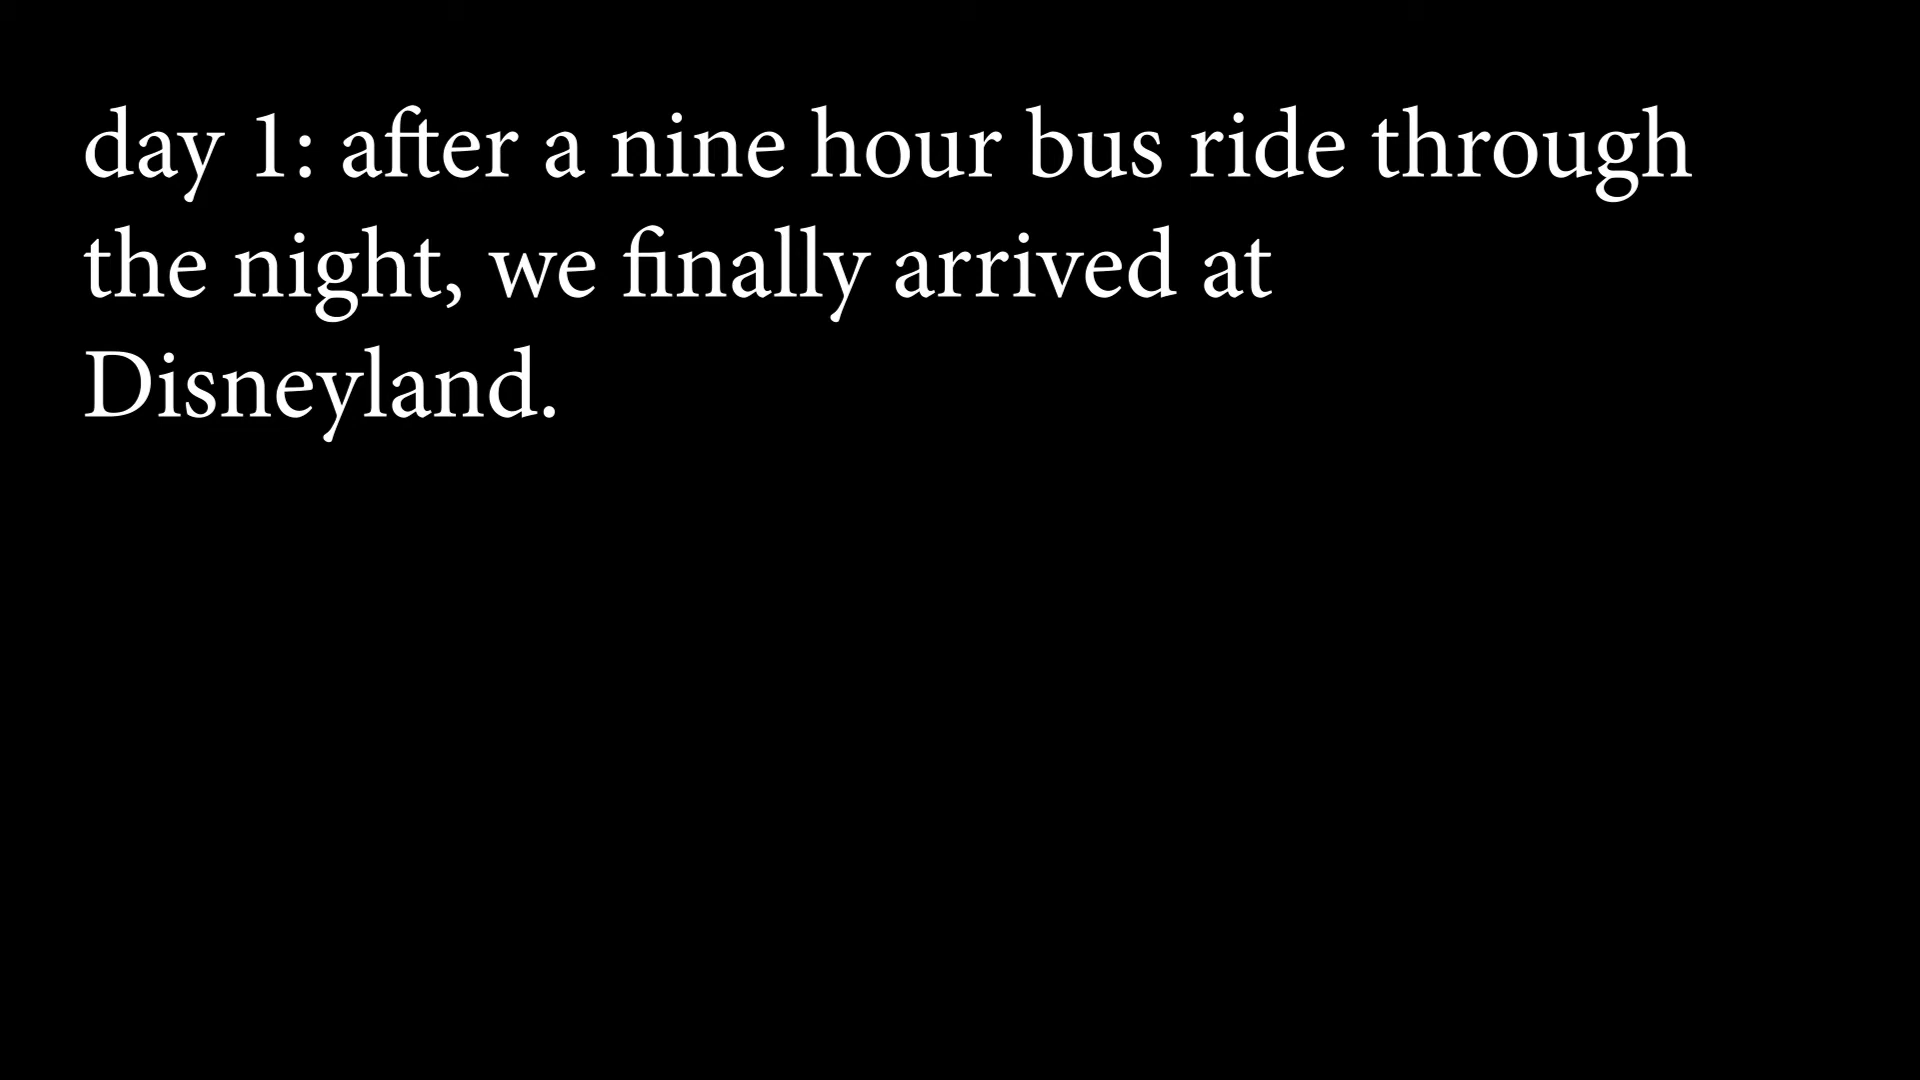 day 1: after a nine hour bus ride through
the night, we finally arrived at
Disneyland.